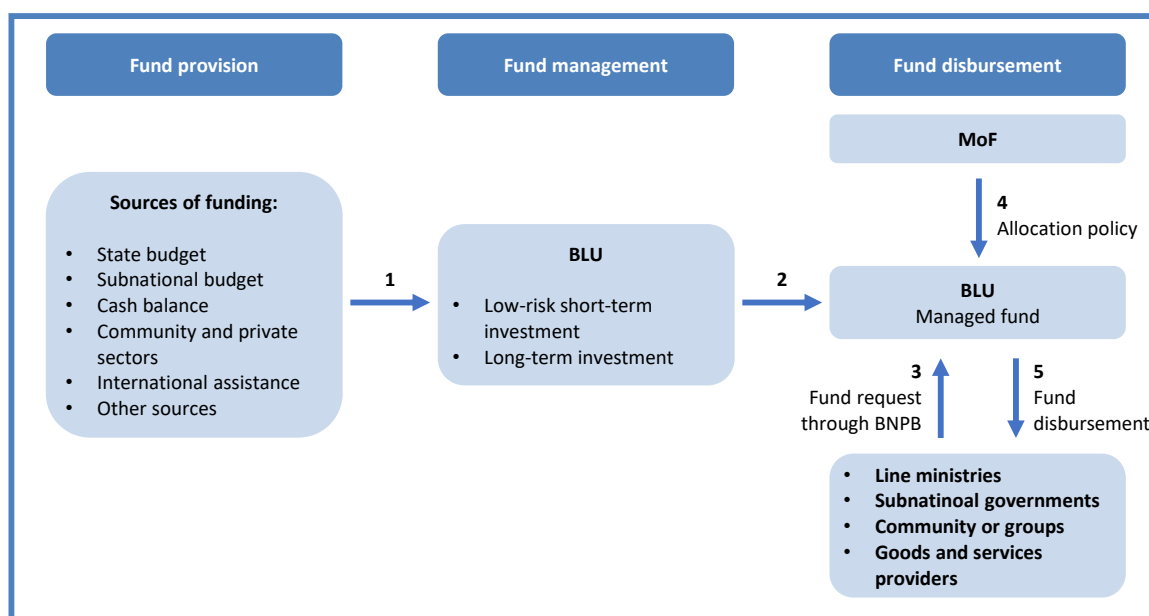 Fund provision
Fund management
Fund disbursement
MoF
Sources of funding:
• State budget
• Subnational budget
• Cash balance
• Community and private
sectors
• International assistance
• Other sources
1
BLU
• Low-risk short-term
investment
• Long-term investment
2
4
Allocation policy
BLU
Managed fund
3
Fund request
through BNPB
5
Fund
disbursement
• Line ministries
• Subnatinoal governments
• Community or groups
• Goods and services
providers